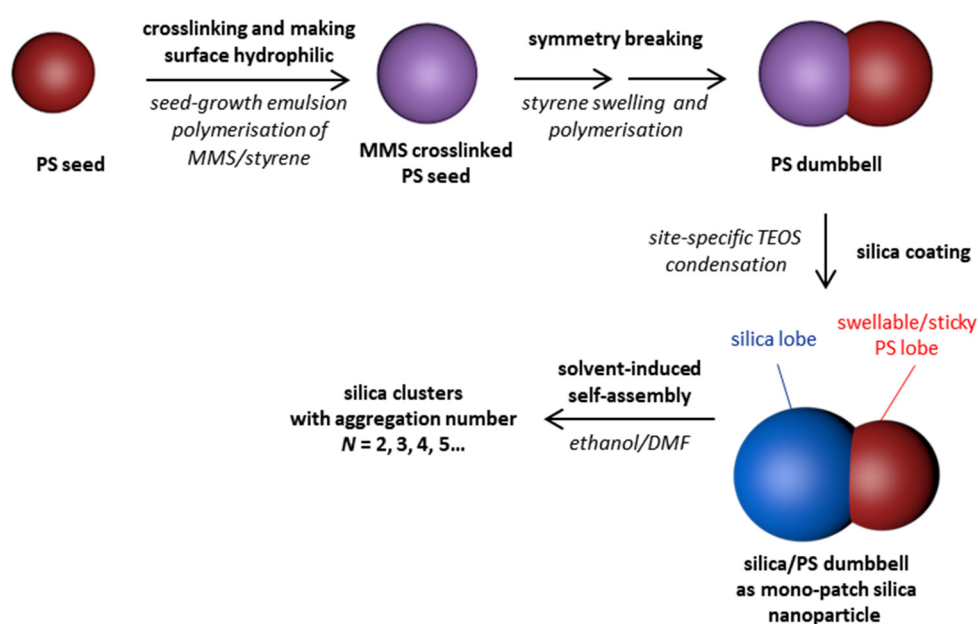 crosslinking and making
surface hydrophilic
seed-growth emulsion
polymerisation of
MMS/styrene
PS seed
MMS crosslinked
PS seed
symmetry breaking
styrene swelling and
polymerisation
PS dumbbell
site-specific TEOS
condensation
silica coating
silica lobe
swellable/sticky
PS lobe
silica/PS dumbbell
as mono-patch silica
nanoparticle
solvent-induced
self-assembly
ethanol/DMF
silica clusters
with aggregation number
N = 2, 3, 4, 5...